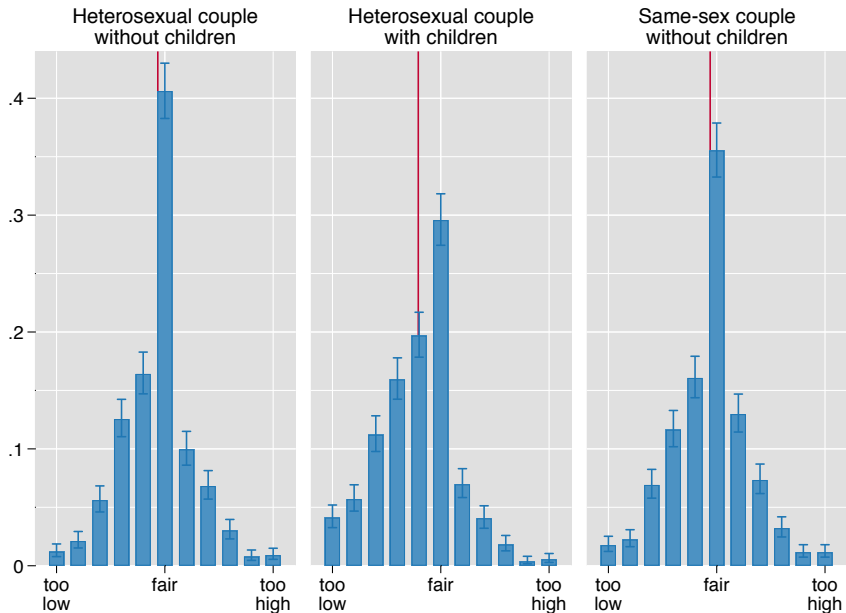 Heterosexual couple
without children
Heterosexual couple
with children
Same-sex couple
without children
.4
.3
.2
.1
0
too
low
fair
too
high
too
low
fair
too
high
too
low
fair
too
high